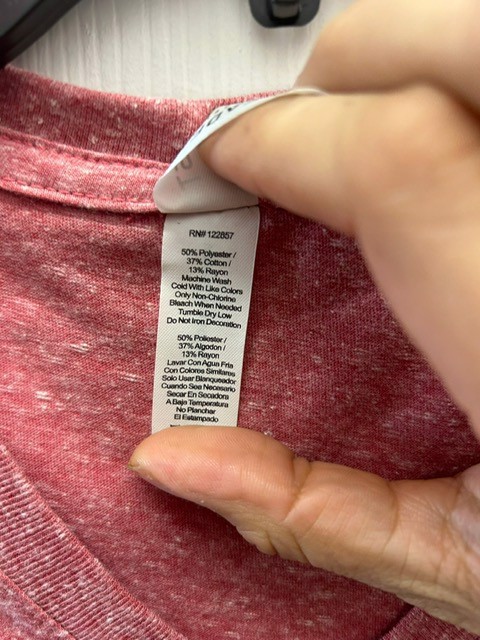 RN# 122857
50% Polyester /
37% Cotton /
13% Rayon
Machine Wash
Cold With Like Colors
Only Non-Chlorine
Bleach When Needed
Tumble Dry Low
Do Not Iron Decoration
50% Poliester /
37% Algodon /
13% Rayon
Lavar Con Agua Fria
Con Colores Similares
Solo Usar Blanqueador
Cuando See Necesario
Secar En Secadora
A Baja Temperatura
No Planchar
El Estampado